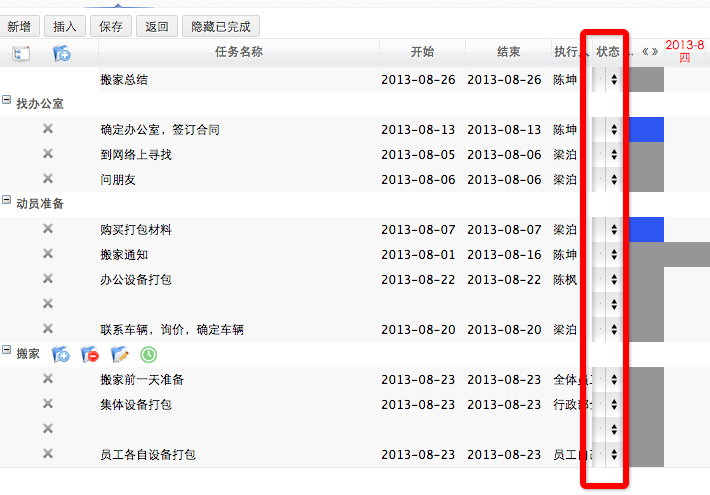 新增 插入 保存 返回 隐藏已完成
任务名称 开始 结束 执行人 状态 .. « » 2013-8
四
搬家总结 2013-08-26 2013-08-26 陈坤
找办公室
确定办公室，签订合同 2013-08-13 2013-08-13 陈坤
到网络上寻找 2013-08-05 2013-08-06 梁泊
问朋友 2013-08-06 2013-08-06 梁泊
动员准备
购买打包材料 2013-08-07 2013-08-07 梁泊
搬家通知 2013-08-01 2013-08-16 陈坤
办公设备打包 2013-08-22 2013-08-22 陈枫
联系车辆，询价，确定车辆 2013-08-20 2013-08-20 梁泊
搬家
搬家前一天准备 2013-08-23 2013-08-23 全体员工
集体设备打包 2013-08-23 2013-08-23 行政部
员工各自设备打包 2013-08-23 2013-08-23 员工自己